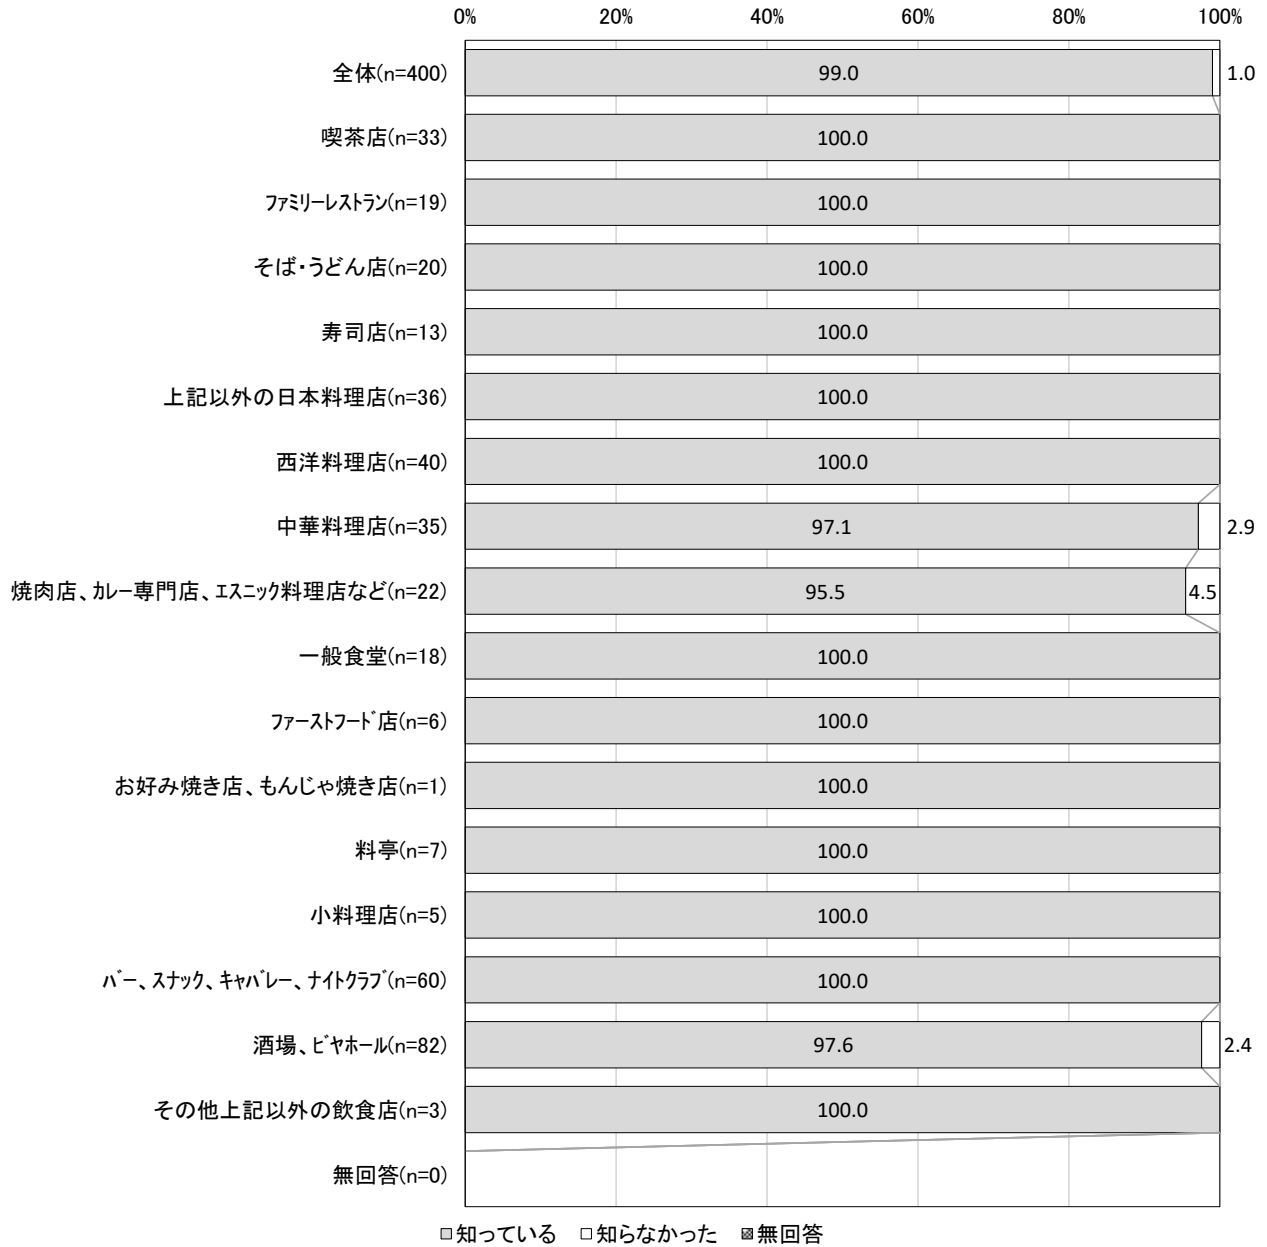 0% 20% 40% 60% 80% 100%
全体(n=400) 99.0 1.0
喫茶店(n=33) 100.0
ﾌｧﾐﾘｰﾚｽﾄﾗﾝ(n=19) 100.0
そば・うどん店(n=20) 100.0
寿司店(n=13) 100.0
上記以外の日本料理店(n=36) 100.0
西洋料理店(n=40) 100.0
中華料理店(n=35) 97.1 2.9
焼肉店、ｶﾚｰ専門店、ｴｽﾆｯｸ料理店など(n=22) 95.5 4.5
一般食堂(n=18) 100.0
ﾌｧｰｽﾄﾌｰﾄﾞ店(n=6) 100.0
お好み焼き店、もんじゃ焼き店(n=1) 100.0
料亭(n=7) 100.0
小料理店(n=5) 100.0
ﾊﾞｰ、ｽﾅｯｸ、ｷｬﾊﾞﾚｰ、ﾅｲﾄｸﾗﾌﾞ(n=60) 100.0
酒場、ﾋﾞﾔﾎｰﾙ(n=82) 97.6 2.4
その他上記以外の飲食店(n=3) 100.0
無回答(n=0)
知っている 知らなかった 無回答